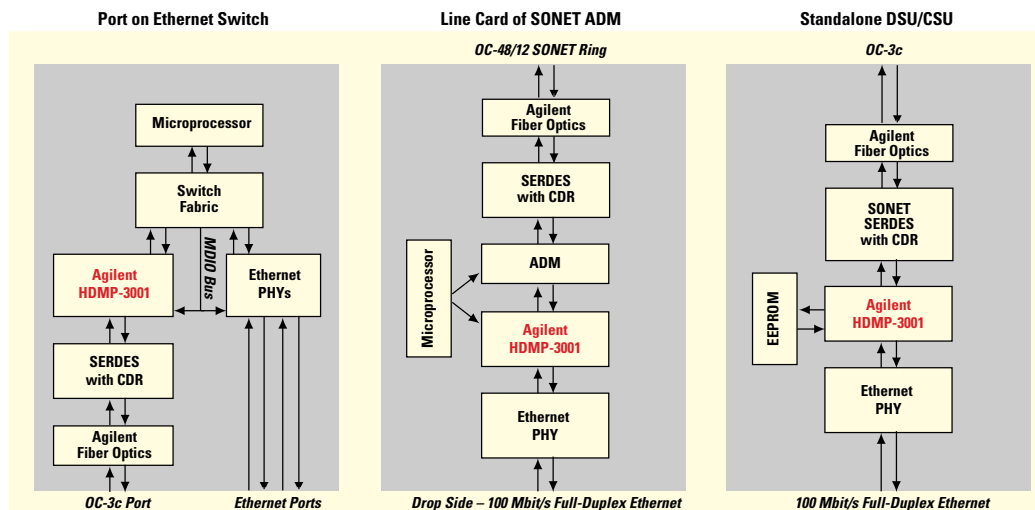 Port on Ethernet Switch
Microprocessor
Switch
Fabric
MDIO Bus
Agilent
HDMP-3001
Ethernet
PHYs
SERDES
with CDR
Agilent
Fiber Optics
OC-3c Port
Ethernet Ports
Line Card of SONET ADM
OC-48/12 SONET Ring
Agilent
Fiber Optics
SERDES
with CDR
Microprocessor
ADM
Agilent
HDMP-3001
Ethernet
PHY
Drop Side – 100 Mbit/s Full-Duplex Ethernet
Standalone DSU/CSU
OC-3c
Agilent
Fiber Optics
SONET
SERDES
with CDR
EEPROM
Agilent
HDMP-3001
Ethernet
PHY
100 Mbit/s Full-Duplex Ethernet